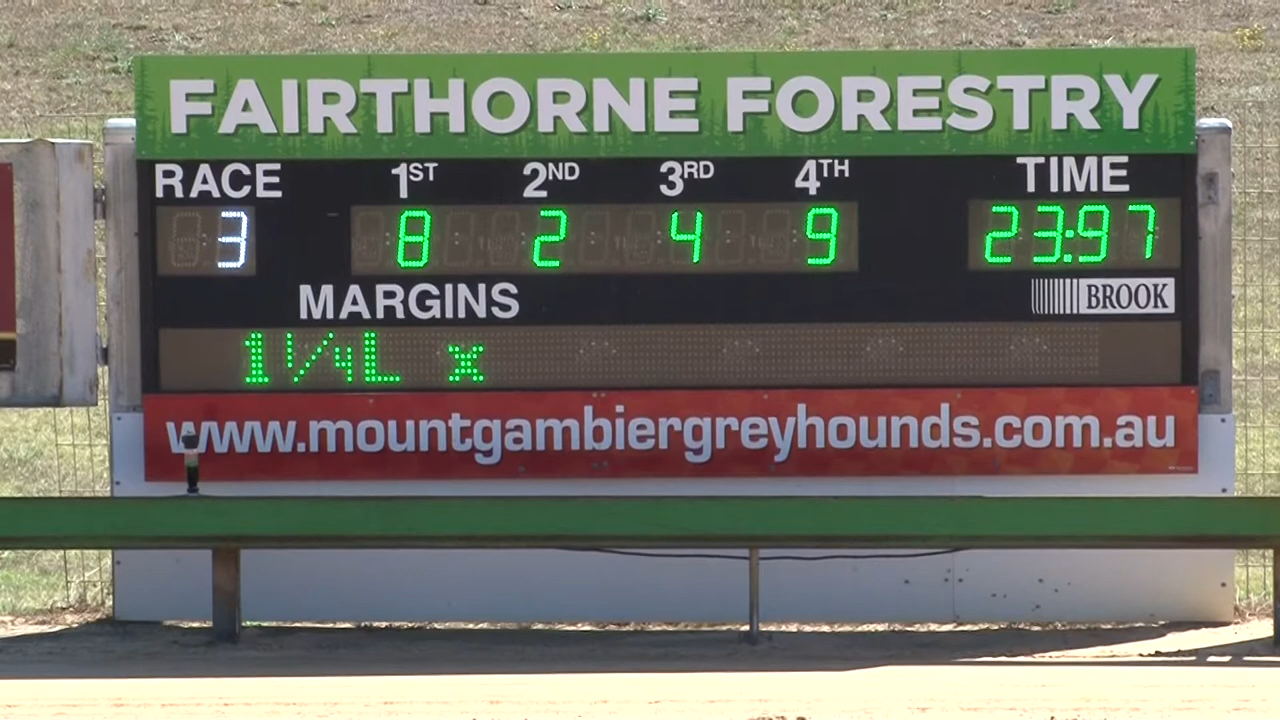 FAIRTHORNE FORESTRY
RACE 1ST 2ND 3RD 4TH TIME
3 8 2 4 9 23:97
MARGINS BROOK
1¼L x
www.mountgambiergreyhounds.com.au